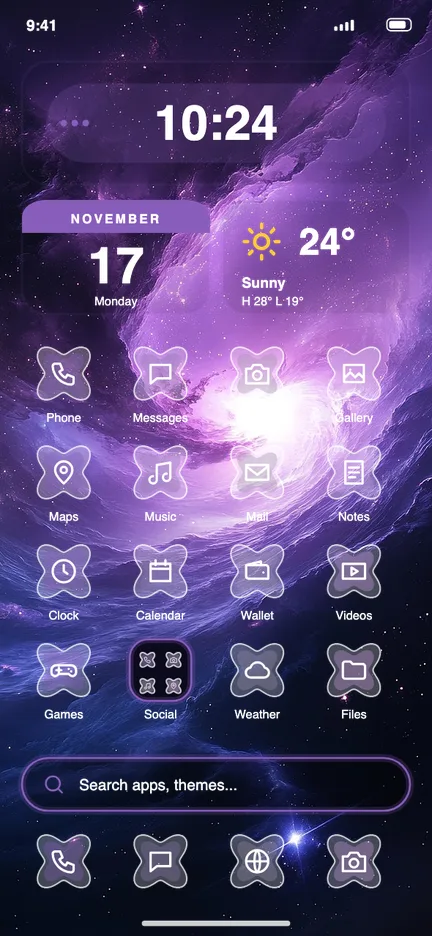 9:41
10:24
NOVEMBER
17
Monday
24°
Sunny
H 28° L 19°
Phone Messages Gallery
Maps Music Mail Notes
Clock Calendar Wallet Videos
Games Social Weather Files
Search apps, themes...